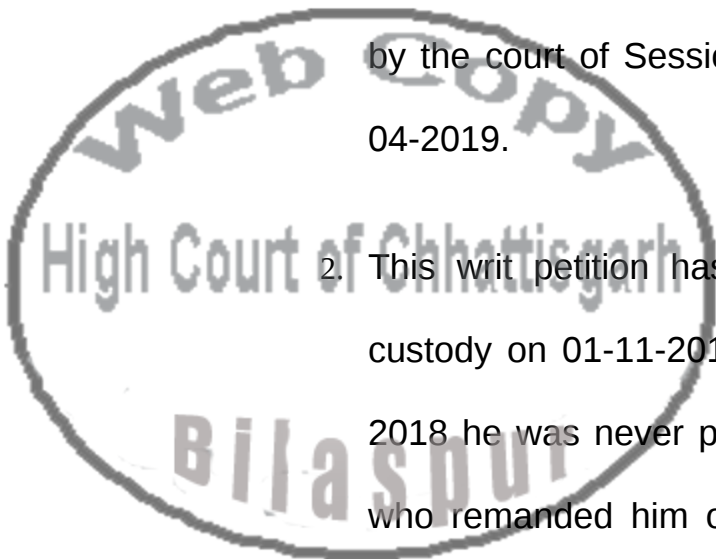 Web Copy
High Court of Chhattisgarh
Bilaspur
by the court of Sessi
04-2019.
2. This writ petition has
custody on 01-11-201
2018 he was never p
who remanded him